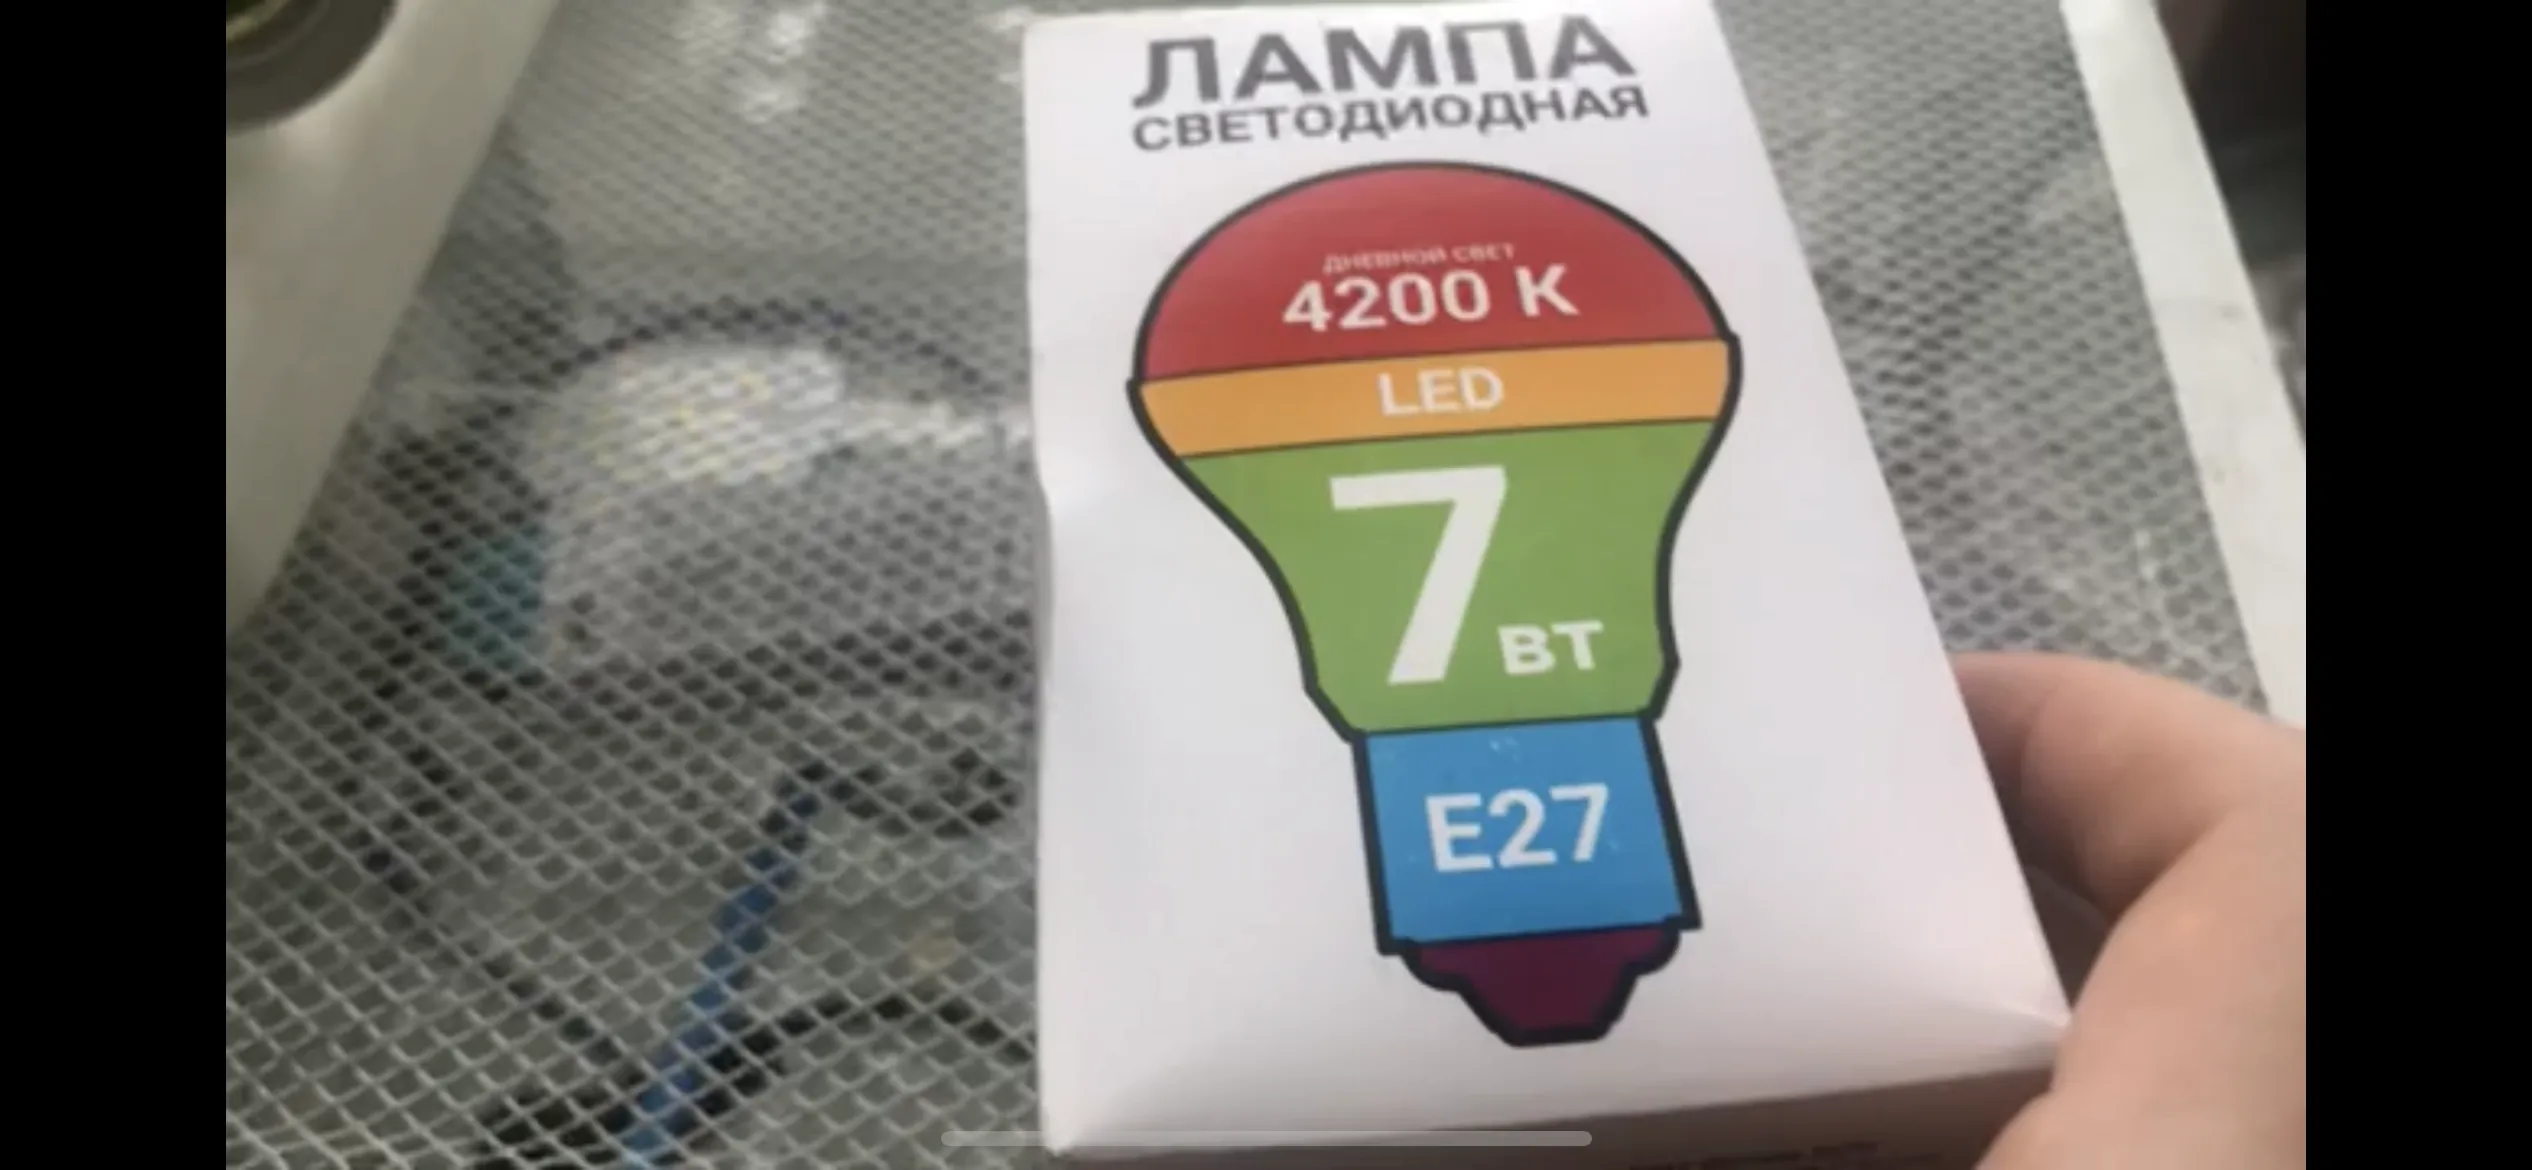 ЛАМПА
СВЕТОДИОДНАЯ
ДНЕВНОЙ СВЕТ
4200 K
LED
7 ВТ
E27